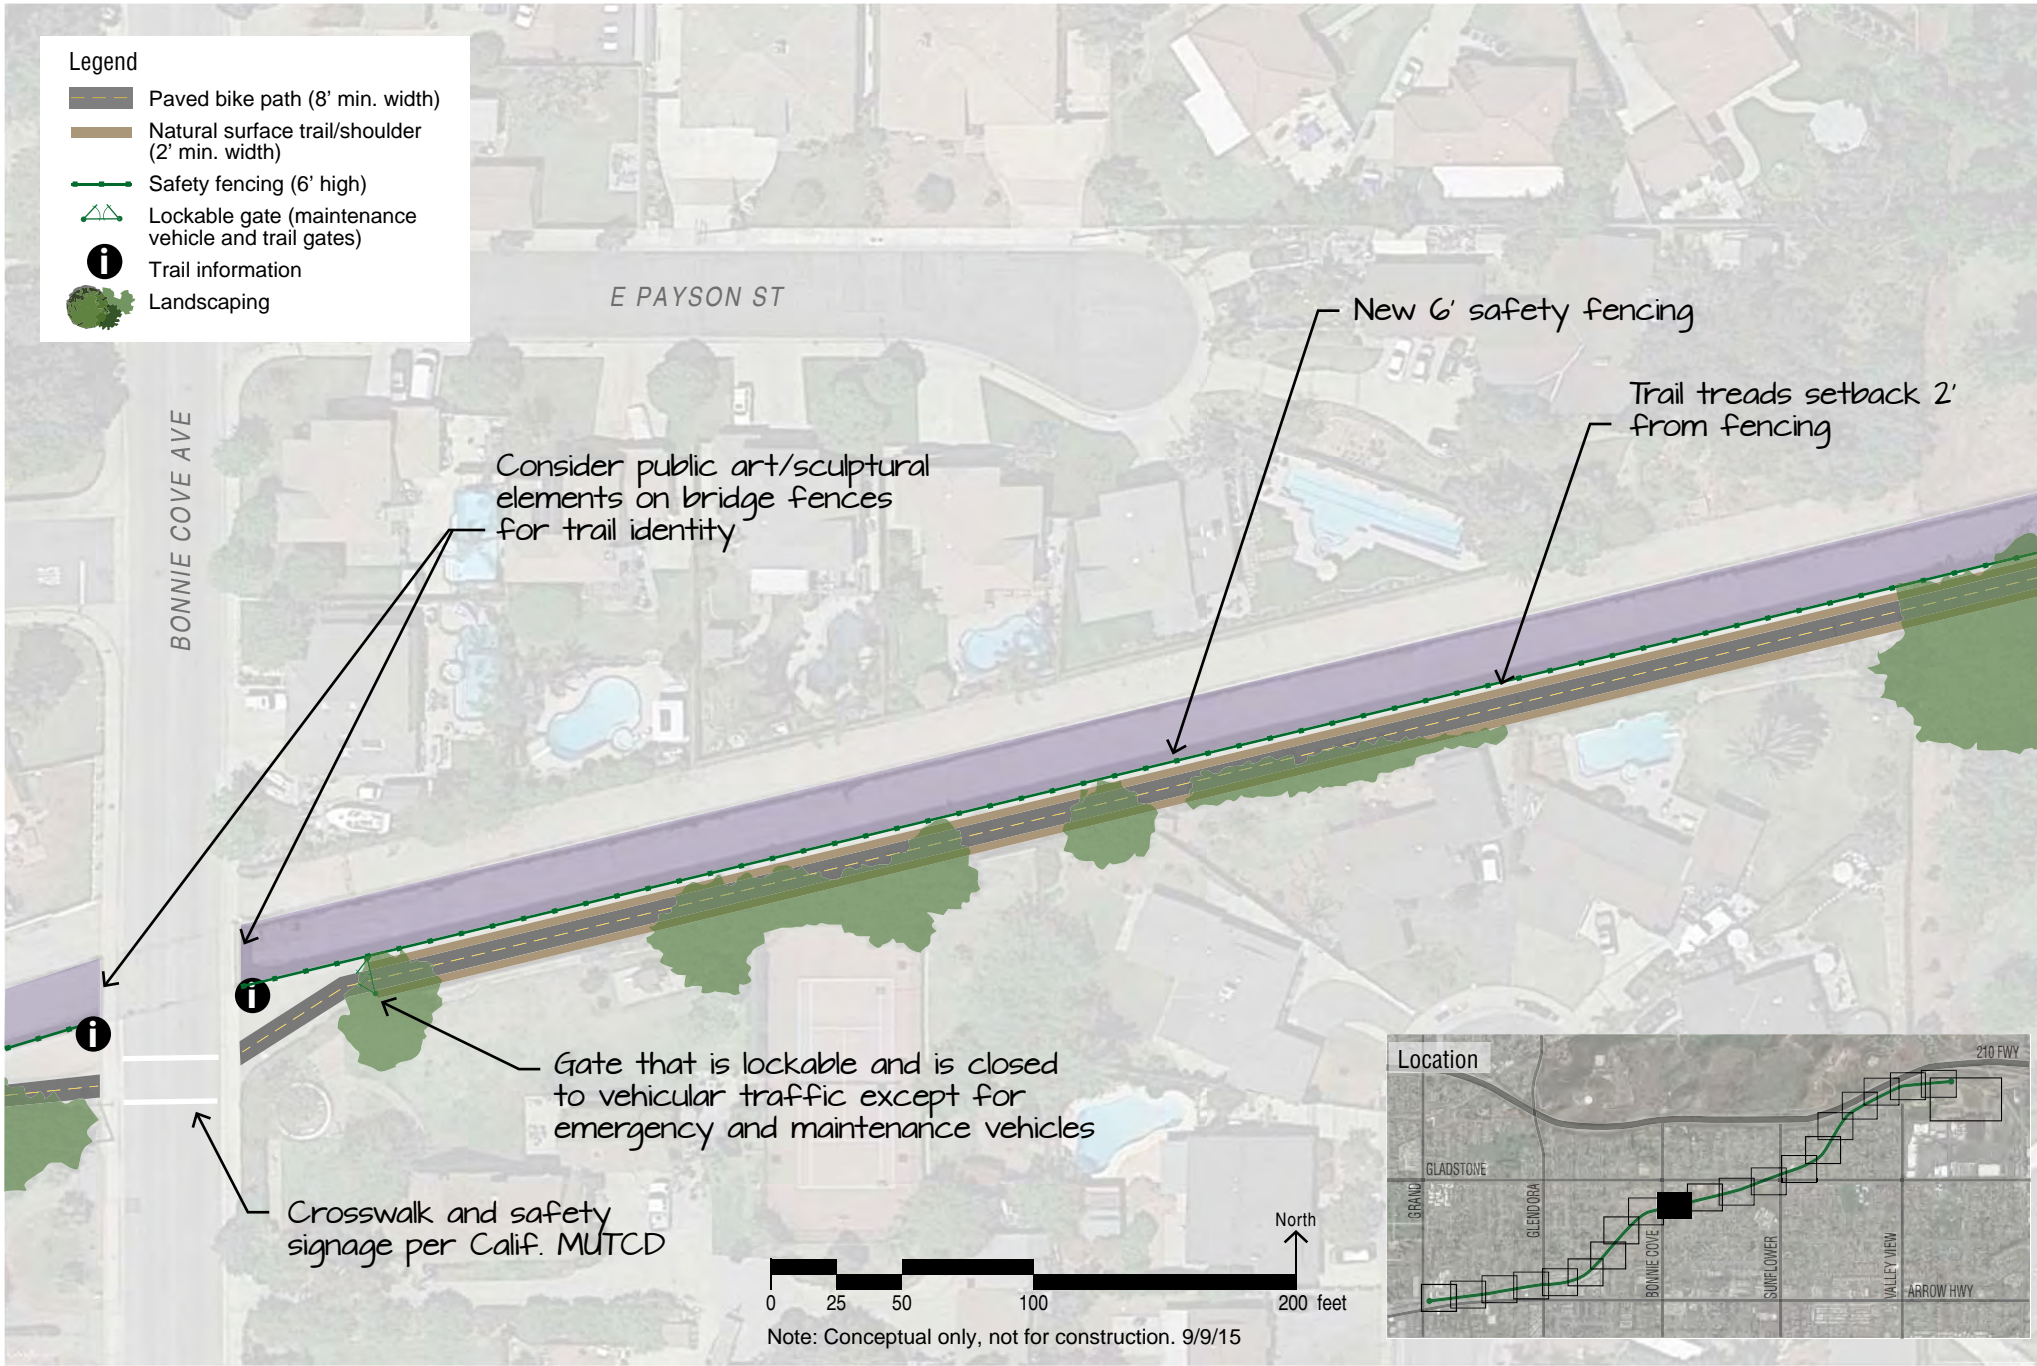 Legend
Paved bike path (8’ min. width)
Natural surface trail/shoulder
(2’ min. width)
Safety fencing (6’ high)
Lockable gate (maintenance
vehicle and trail gates)
i
Trail information
Landscaping
E PAYSON ST
BONNIE COVE AVE
New 6' safety fencing
Trail treads setback 2'
from fencing
Consider public art/sculptural
elements on bridge fences
for trail identity
i
i
Gate that is lockable and is closed
to vehicular traffic except for
emergency and maintenance vehicles
Crosswalk and safety
signage per Calif. MUTCD
North
0 25 50 100 200 feet
Note: Conceptual only, not for construction. 9/9/15
Location
210 FWY
GLADSTONE
GRAND
GLENDORA
BONNIE COVE
SUNFLOWER
VALLEY VIEW
ARROW HWY